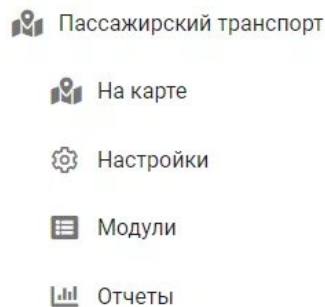 Пассажирский транспорт
На карте
Настройки
Модули
Отчеты